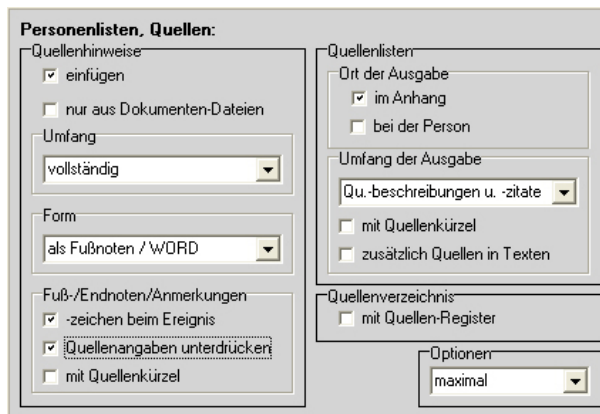 Personenlisten, Quellen:
Quellenhinweise
einfügen
nur aus Dokumenten-Dateien
Umfang
vollständig
Form
als Fußnoten / WORD
Fuß-/Endnoten/Anmerkungen
-zeichen beim Ereignis
Quellenangaben unterdrücken
mit Quellenkürzel
Quellenlisten
Ort der Ausgabe
im Anhang
bei der Person
Umfang der Ausgabe
Qu.-beschreibungen u. -zitate
mit Quellenkürzel
zusätzlich Quellen in Texten
Quellenverzeichnis
mit Quellen-Register
Optionen
maximal